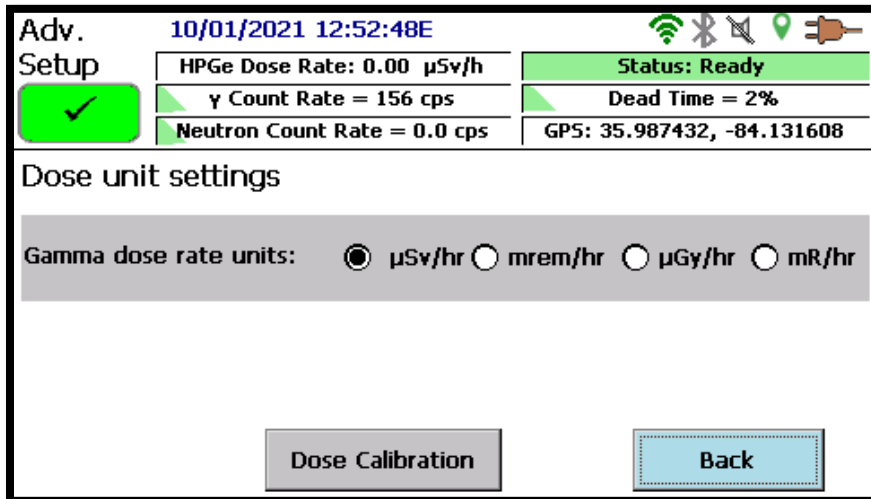 Adv.
10/01/2021 12:52:48E
Setup
HPGe Dose Rate: 0.00 µSv/h
Status: Ready
γ Count Rate = 156 cps
Dead Time = 2%
Neutron Count Rate = 0.0 cps
GPS: 35.987432, -84.131608
Dose unit settings
Gamma dose rate units: µSv/hr mrem/hr µGy/hr mR/hr
Dose Calibration
Back